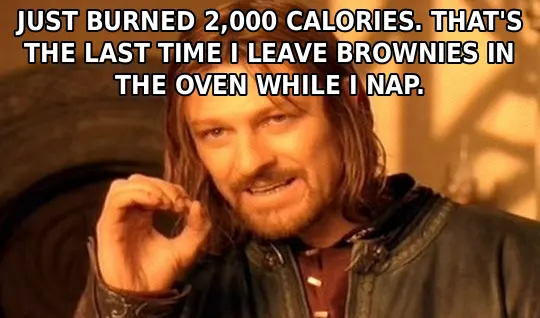 JUST BURNED 2,000 CALORIES. THAT'S
THE LAST TIME I LEAVE BROWNIES IN
THE OVEN WHILE I NAP.